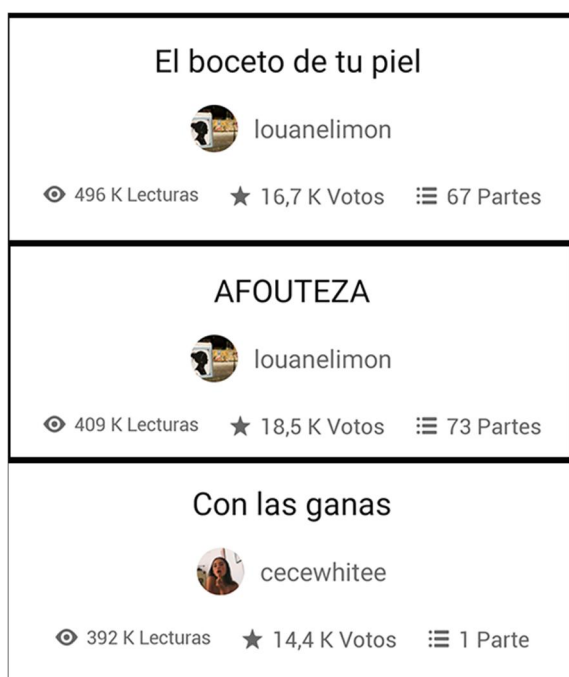 El boceto de tu piel
louanelimon
496 K Lecturas 16,7 K Votos 67 Partes
AFOUTEZA
louanelimon
409 K Lecturas 18,5 K Votos 73 Partes
Con las ganas
cecewhitee
392 K Lecturas 14,4 K Votos 1 Parte